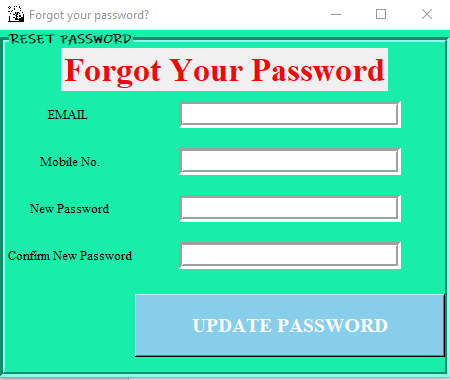 Forgot your password?
RESET PASSWORD
Forgot Your Password
EMAIL
Mobile No.
New Password
Confirm New Password
UPDATE PASSWORD